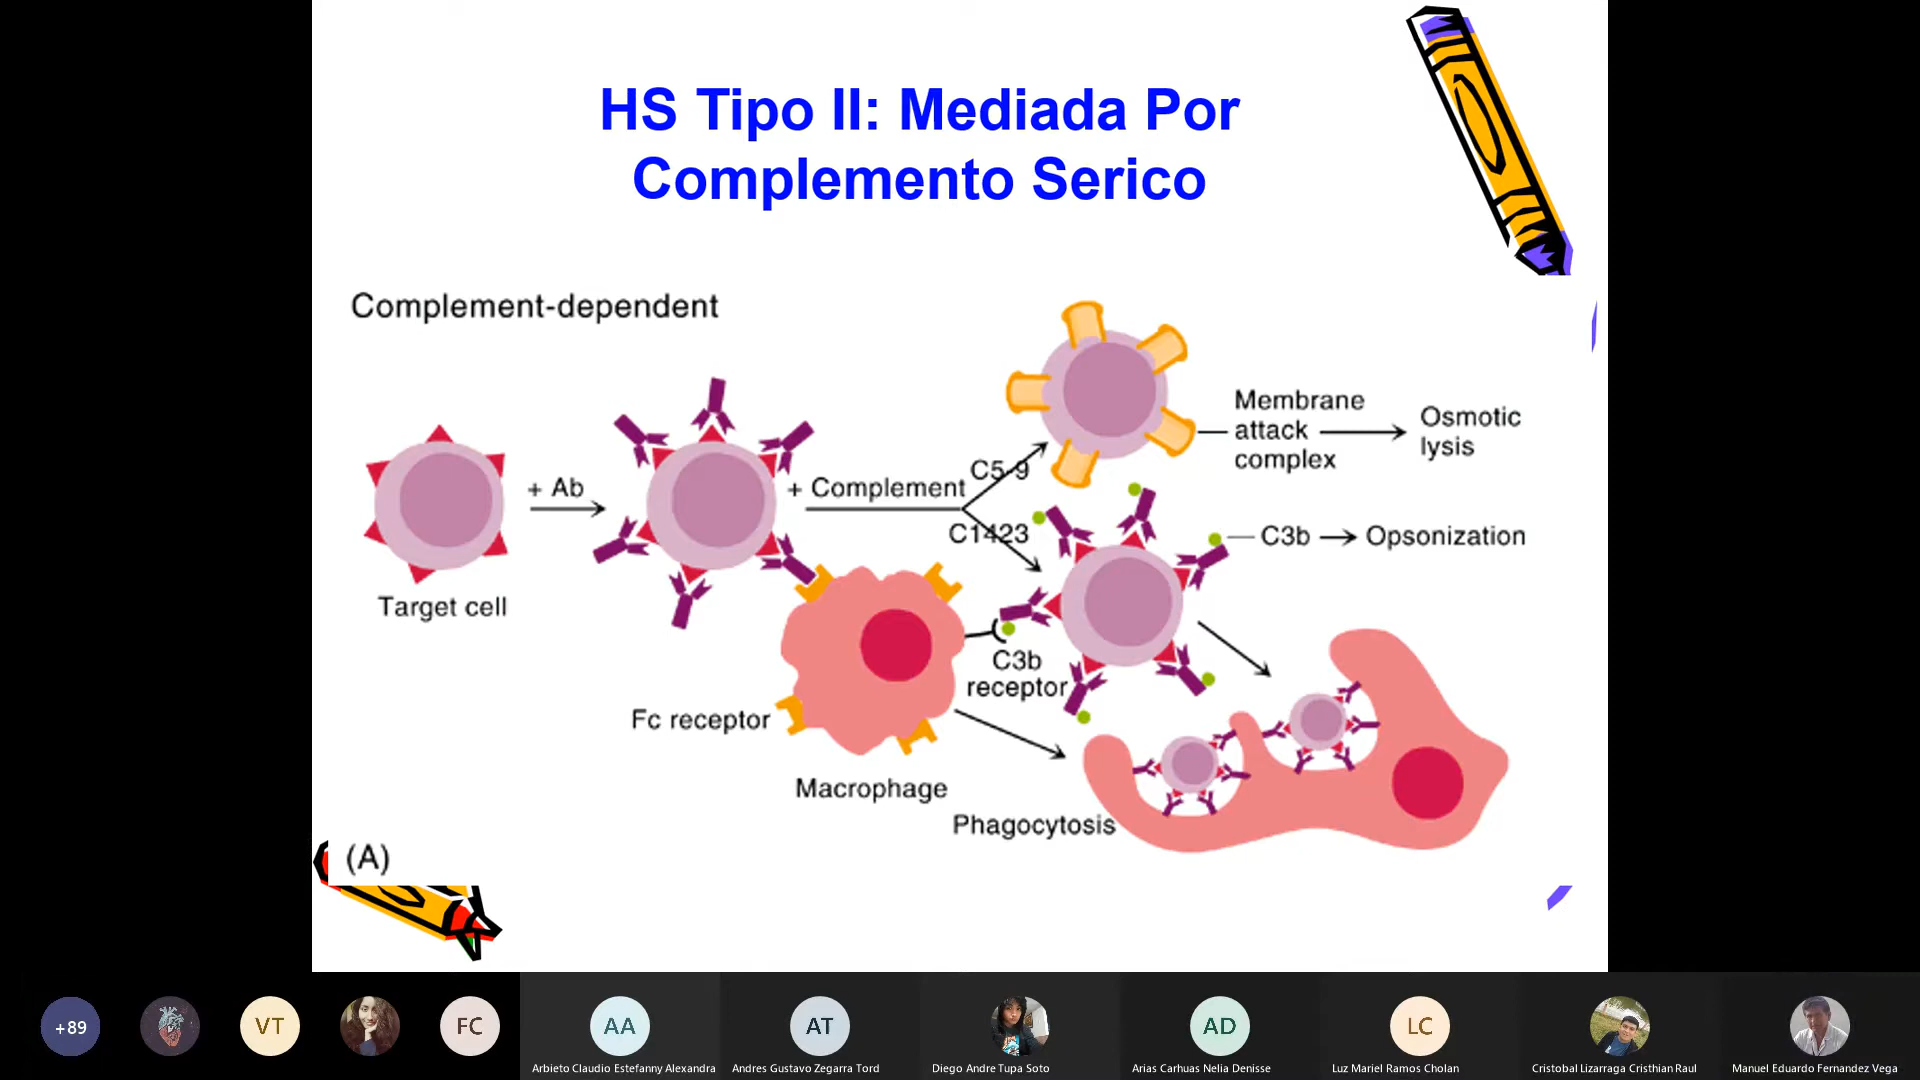 HS Tipo II: Mediada Por
Complemento Serico
Complement-dependent
Target cell
+ Ab
+ Complement
C5-9
C1423
Membrane
attack
complex
Osmotic
lysis
C3b
Opsonization
C3b
receptor
Fc receptor
Macrophage
Phagocytosis
(A)
+89
VT
FC
AA
Arbieto Claudio Estefanny Alexandra
AT
Andres Gustavo Zegarra Tord
Diego Andre Tupa Soto
AD
Arias Carhuas Nelia Denisse
LC
Luz Mariel Ramos Cholan
Cristobal Lizarraga Cristhian Raul
Manuel Eduardo Fernandez Vega